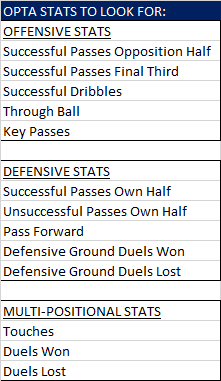 OPTA STATS TO LOOK FOR:
OFFENSIVE STATS
Successful Passes Opposition Half
Successful Passes Final Third
Successful Dribbles
Through Ball
Key Passes
DEFENSIVE STATS
Successful Passes Own Half
Unsuccessful Passes Own Half
Pass Forward
Defensive Ground Duels Won
Defensive Ground Duels Lost
MULTI-POSITIONAL STATS
Touches
Duels Won
Duels Lost